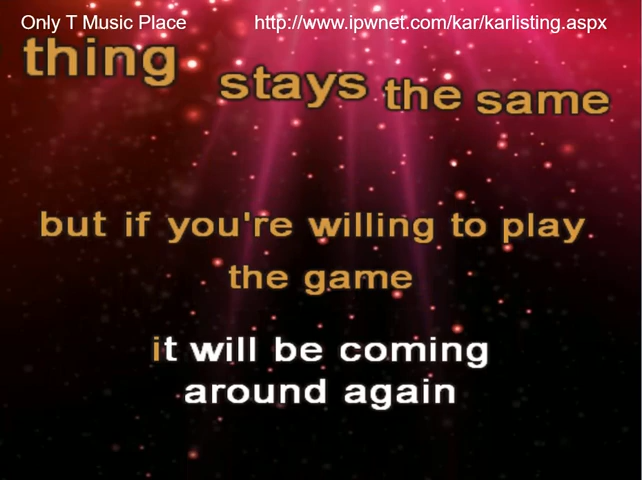 Only T Music Place http://www.ipwnet.com/kar/karlisting.aspx
thing stays the same
but if you're willing to play
the game
it will be coming
around again